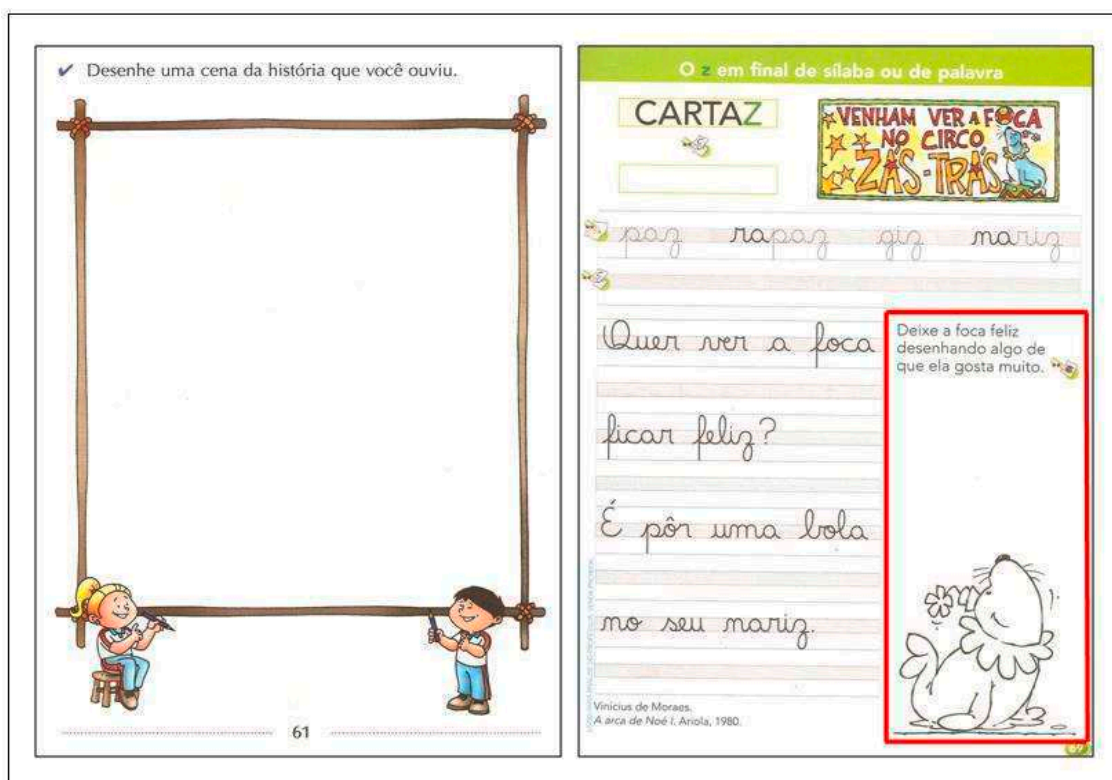 Desenhe uma cena da história que você ouviu.
61
O z em final de sílaba ou de palavra
CARTAZ
VENHAM VER A FOCA
NO CIRCO
ZÁS-TRÁS
paz rapaz giz nariz
Quer ver a foca
ficar feliz?
É pôr uma bola
no seu nariz.
Deixe a foca feliz
desenhando algo de
que ela gosta muito.
Vinicius de Moraes.
A arca de Noé I. Ariola, 1980.
69